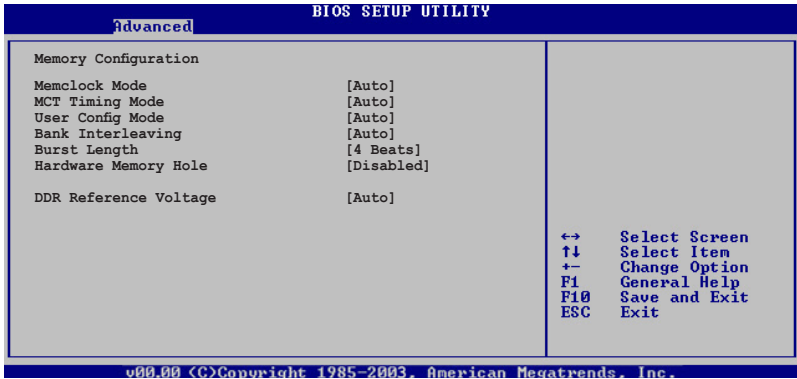 BIOS SETUP UTILITY
Advanced
Memory Configuration
Memclock Mode [Auto]
MCT Timing Mode [Auto]
User Config Mode [Auto]
Bank Interleaving [Auto]
Burst Length [4 Beats]
Hardware Memory Hole [Disabled]
DDR Reference Voltage [Auto]
←→ Select Screen
↑↓ Select Item
+- Change Option
F1 General Help
F10 Save and Exit
ESC Exit
v00.00 (C)Copyright 1985-2003, American Megatrends, Inc.